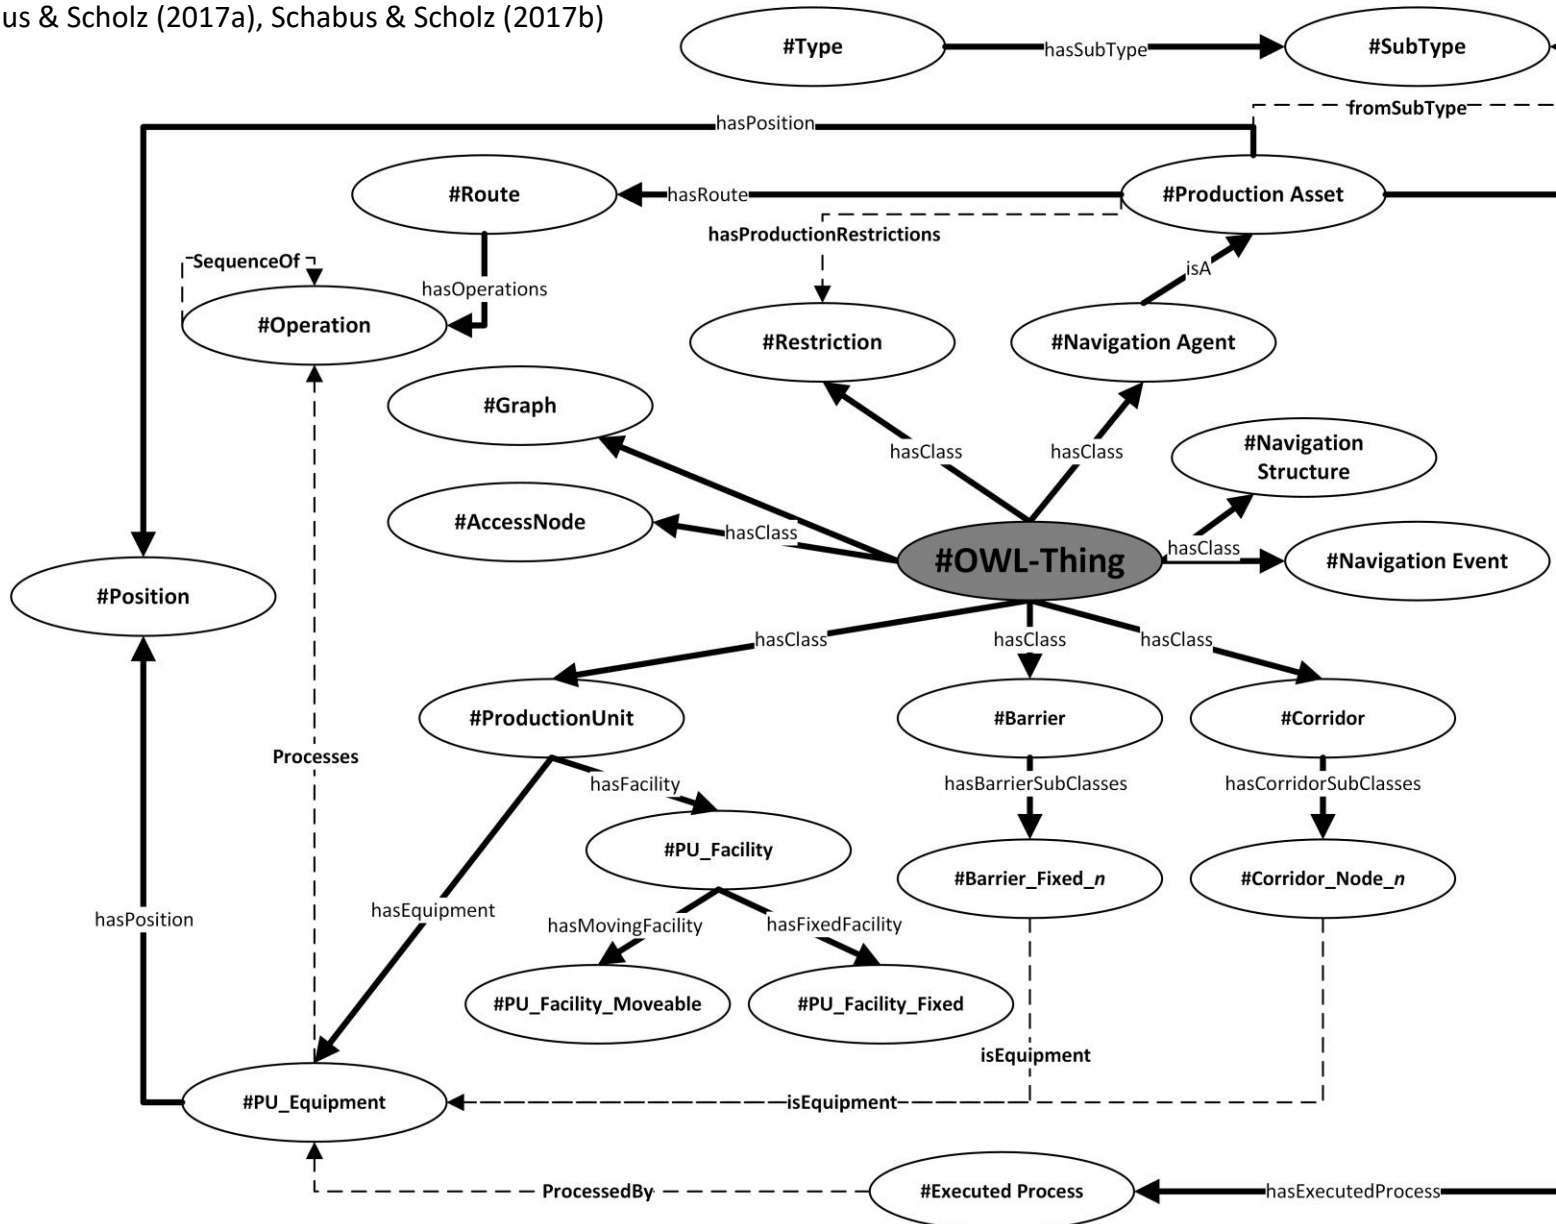 us & Scholz (2017a), Schabus & Scholz (2017b)
#Type
hasSubType
#SubType
fromSubType
hasPosition
#Route
hasRoute
#Production Asset
hasProductionRestrictions
SequenceOf
isA
hasOperations
#Operation
#Restriction
#Navigation Agent
#Graph
hasClass
hasClass
#Navigation
Structure
#AccessNode
hasClass
#OWL-Thing
hasClass
#Navigation Event
#Position
hasClass
hasClass
hasClass
#ProductionUnit
#Barrier
#Corridor
Processes
hasFacility
hasBarrierSubClasses
hasCorridorSubClasses
#PU_Facility
#Barrier_Fixed_n
#Corridor_Node_n
hasPosition
hasEquipment
hasMovingFacility
hasFixedFacility
#PU_Facility_Moveable
#PU_Facility_Fixed
isEquipment
#PU_Equipment
isEquipment
ProcessedBy
#Executed Process
hasExecutedProcess